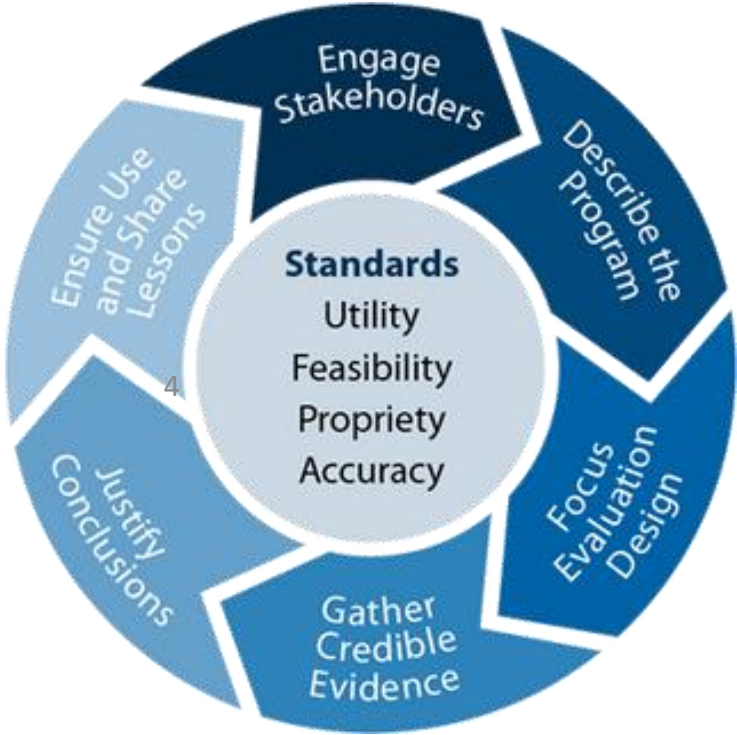 Engage
Stakeholders
Describe the
Program
Focus
Evaluation
Design
Gather
Credible
Evidence
Justify
Conclusions
Ensure Use
and Share
Lessons
4
Standards
Utility
Feasibility
Propriety
Accuracy